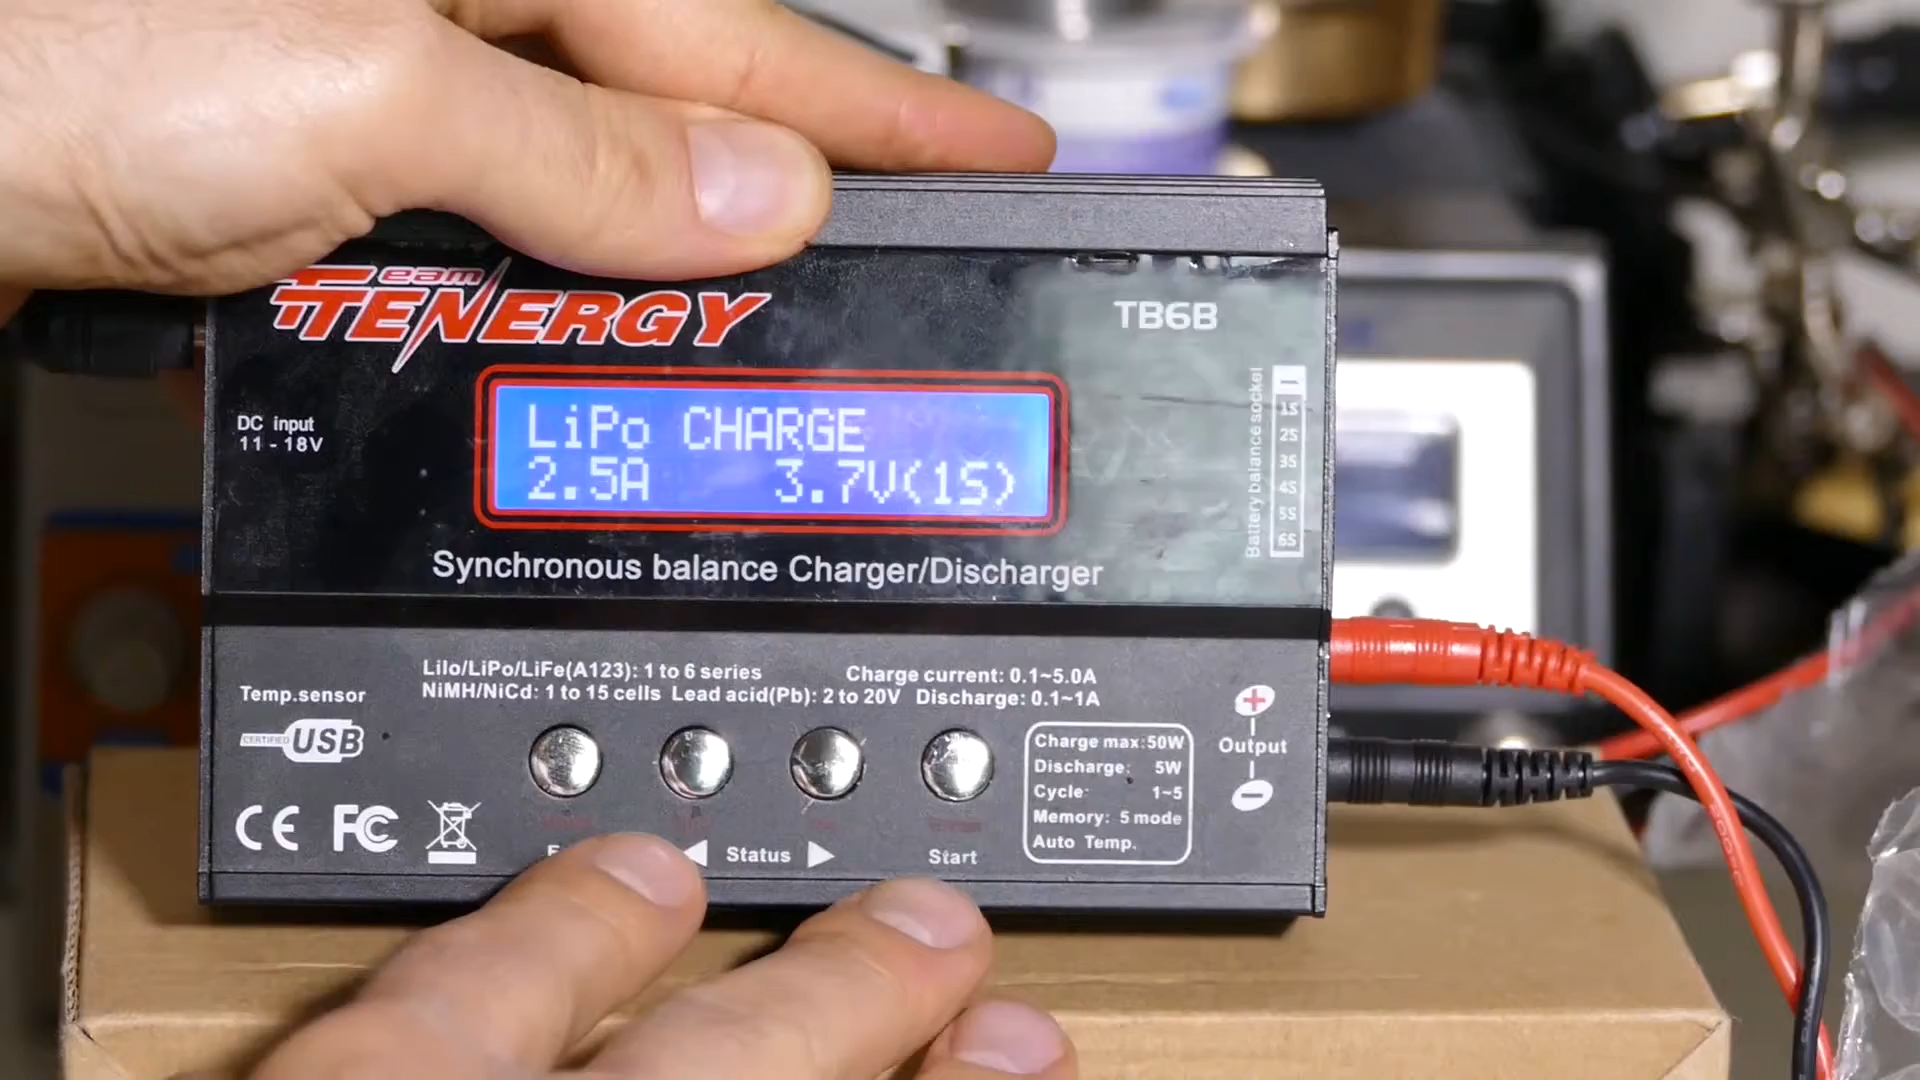 Team
TENERGY
TB6B
DC input
11 - 18V
LiPo CHARGE
2.5A 3.7V(1S)
Battery balance socket
1S
2S
3S
4S
5S
6S
Synchronous balance Charger/Discharger
LiIo/LiPo/LiFe(A123): 1 to 6 series Charge current: 0.1~5.0A
NiMH/NiCd: 1 to 15 cells Lead acid(Pb): 2 to 20V Discharge: 0.1~1A
Temp.sensor
CERTIFIED USB
CE FC
◀ Status ▶
Start
Charge max:50W
Discharge: 5W
Cycle: 1~5
Memory: 5 mode
Auto Temp.
+
Output
−